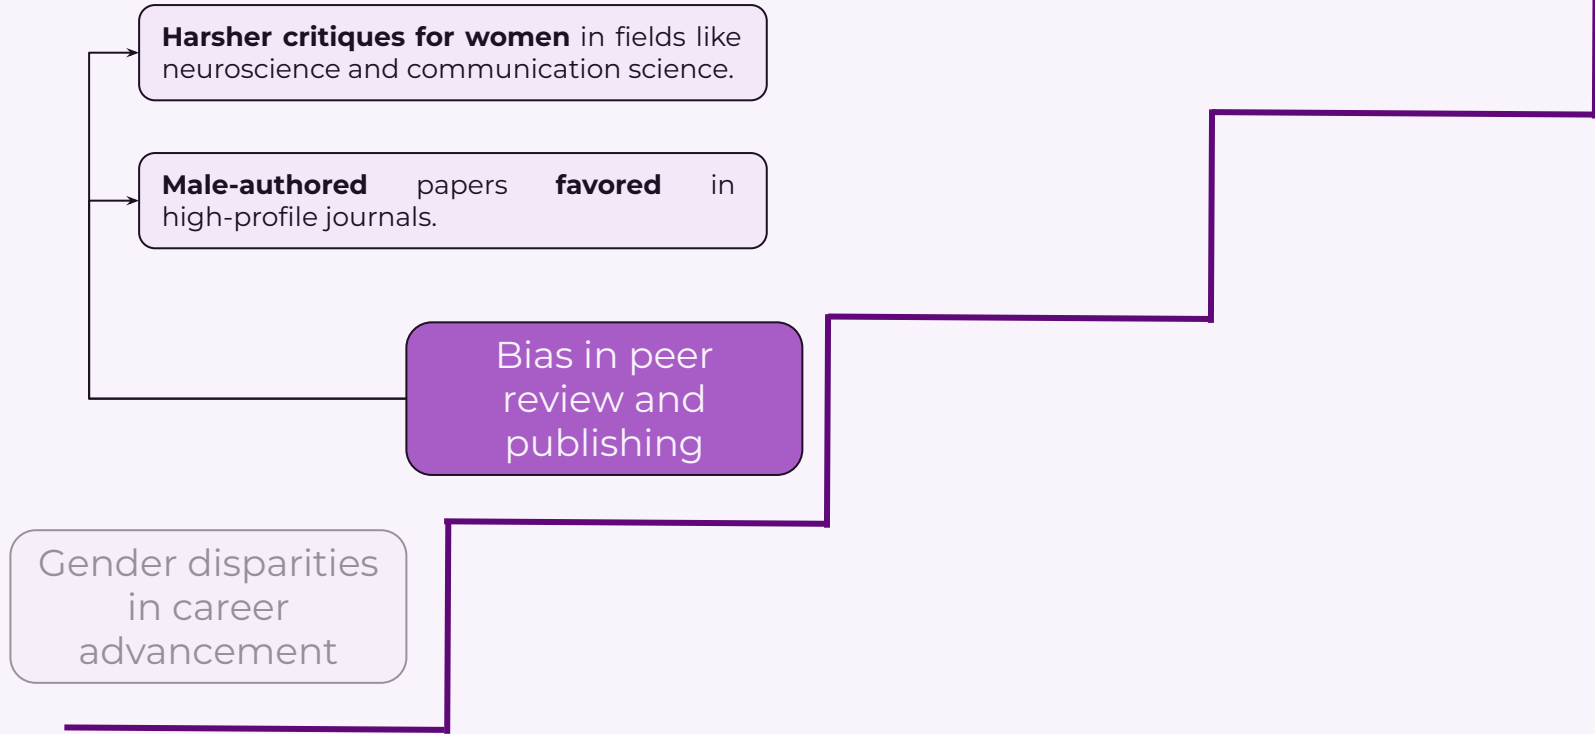 Harsher critiques for women in fields like
neuroscience and communication science.
Male-authored papers favored in
high-profile journals.
Bias in peer
review and
publishing
Gender disparities
in career
advancement